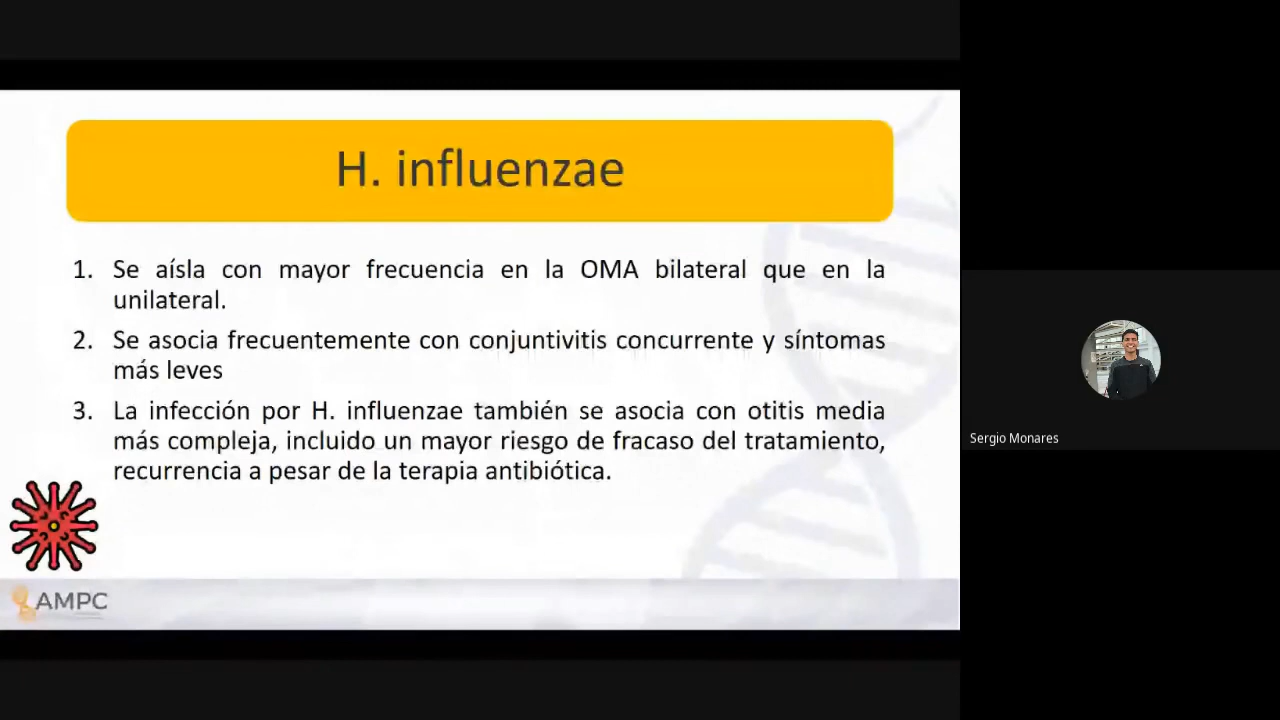 H. influenzae
1. Se aísla con mayor frecuencia en la OMA bilateral que en la
unilateral.
2. Se asocia frecuentemente con conjuntivitis concurrente y síntomas
más leves
3. La infección por H. influenzae también se asocia con otitis media
más compleja, incluido un mayor riesgo de fracaso del tratamiento,
recurrencia a pesar de la terapia antibiótica.
AMPC
Sergio Monares